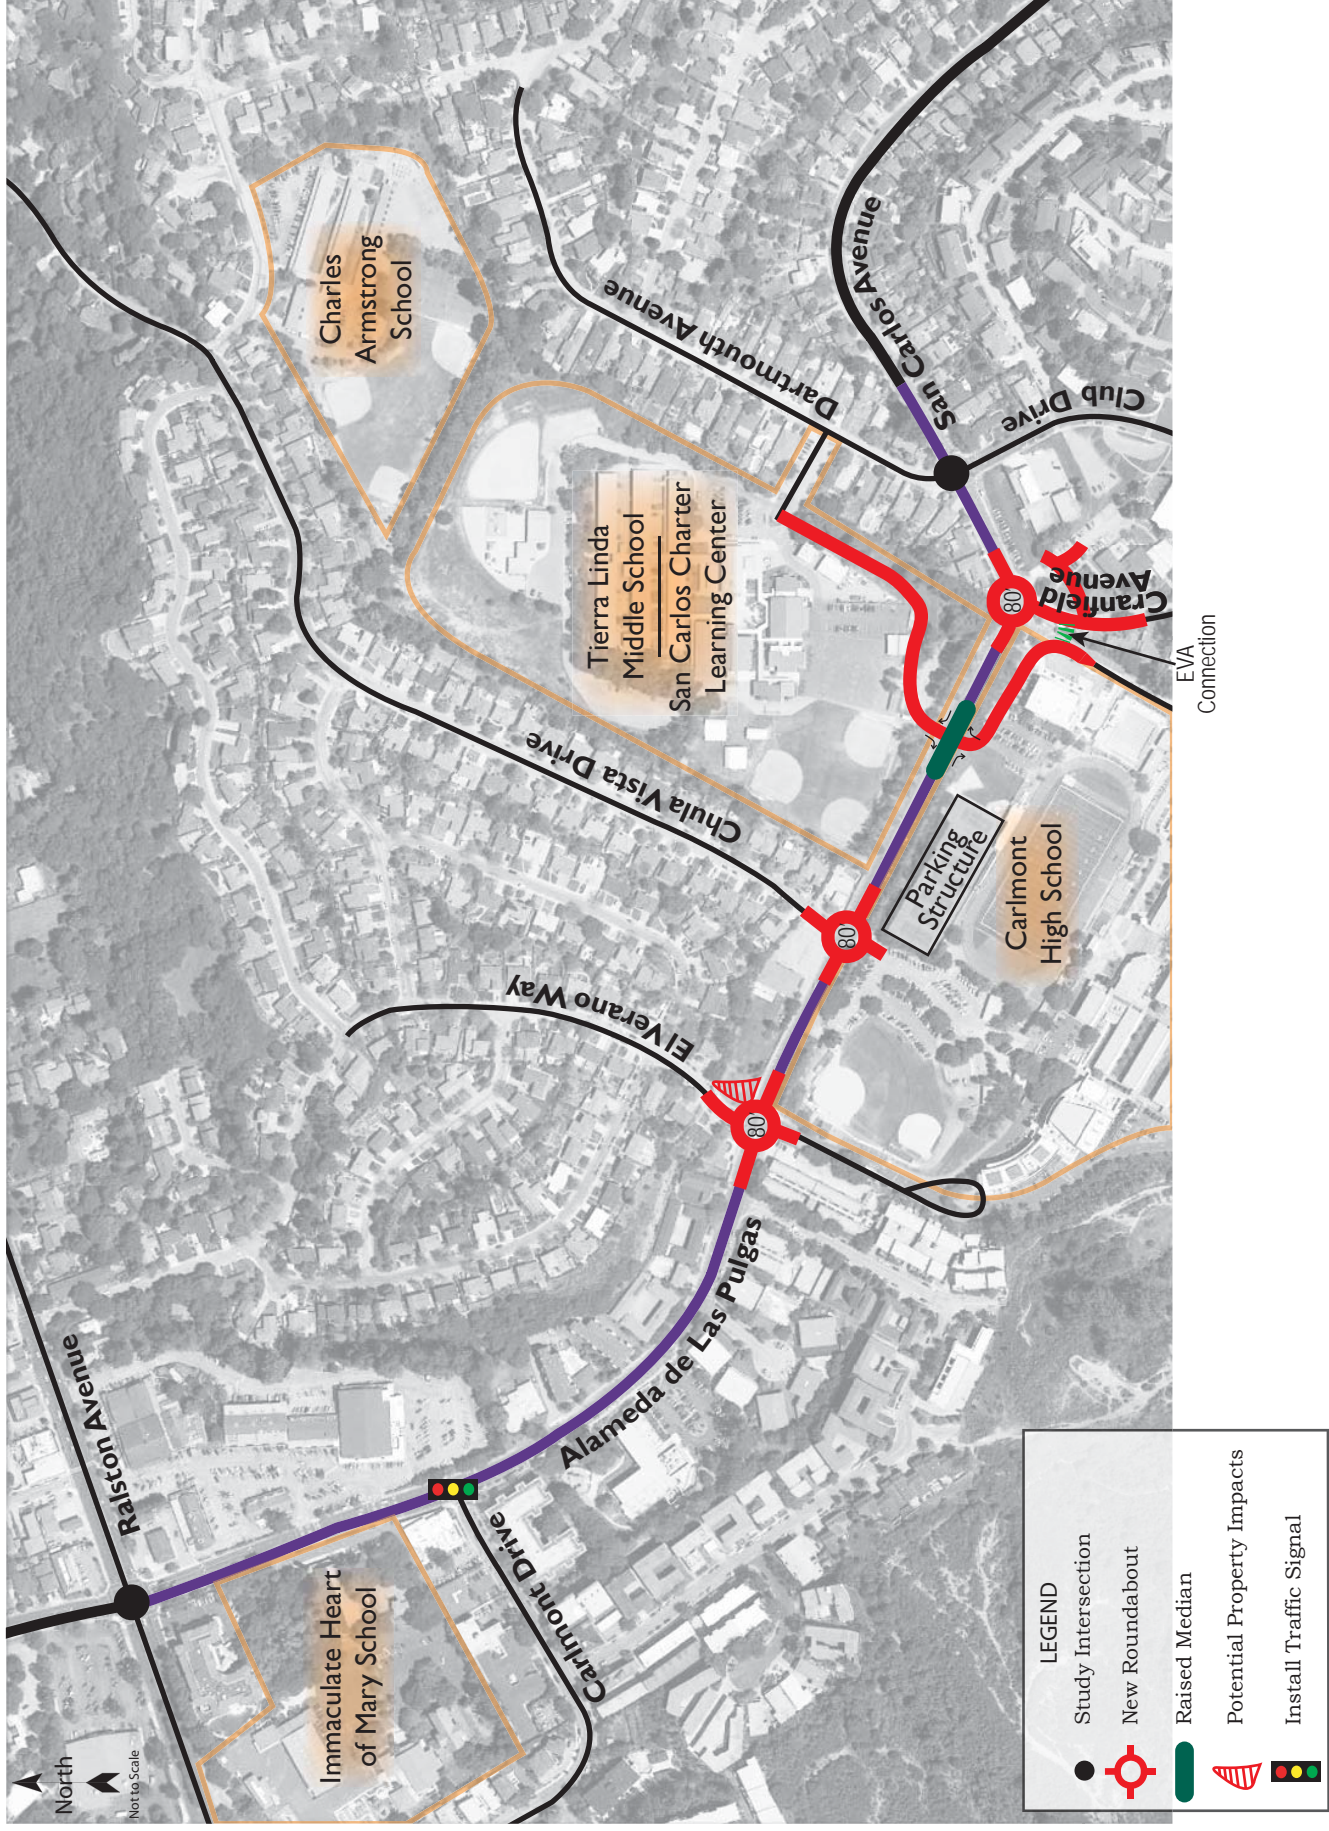 North
Not to Scale
Ralston Avenue
Immaculate Heart
of Mary School
Carlmont Drive
Alameda de Las Pulgas
El Verano Way
80
Chula Vista Drive
80
Charles
Armstrong
School
Tierra Linda
Middle School
San Carlos Charter
Learning Center
Dartmouth Avenue
San Carlos Avenue
Club Drive
80
Cranfield
Avenue
EVA
Connection
Parking
Structure
Carlmont
High School
LEGEND
Study Intersection
New Roundabout
Raised Median
Potential Property Impacts
Install Traffic Signal